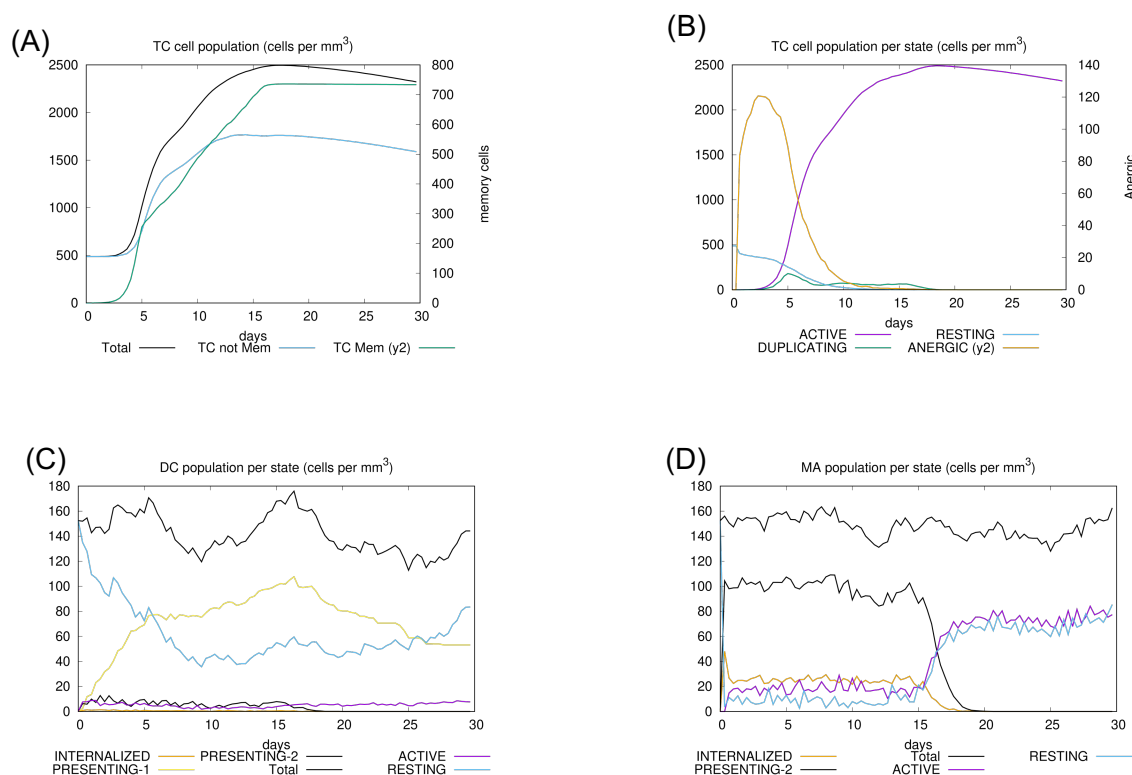 (A)
TC cell population (cells per mm3)
2500
2000
1500
1000
500
0
800
700
600
500
400
300
200
100
0
memory cells
0 5 10 15 20 25 30
days
Total TC not Mem TC Mem (y2)
(B)
TC cell population per state (cells per mm3)
2500
2000
1500
1000
500
0
140
120
100
80
60
40
20
0
Anergic
0 5 10 15 20 25 30
days
ACTIVE RESTING
DUPLICATING ANERGIC (y2)
(C)
DC population per state (cells per mm3)
180
160
140
120
100
80
60
40
20
0
0 5 10 15 20 25 30
days
INTERNALIZED PRESENTING-2 ACTIVE
PRESENTING-1 Total RESTING
(D)
MA population per state (cells per mm3)
180
160
140
120
100
80
60
40
20
0
0 5 10 15 20 25 30
days
INTERNALIZED Total RESTING
PRESENTING-2 ACTIVE